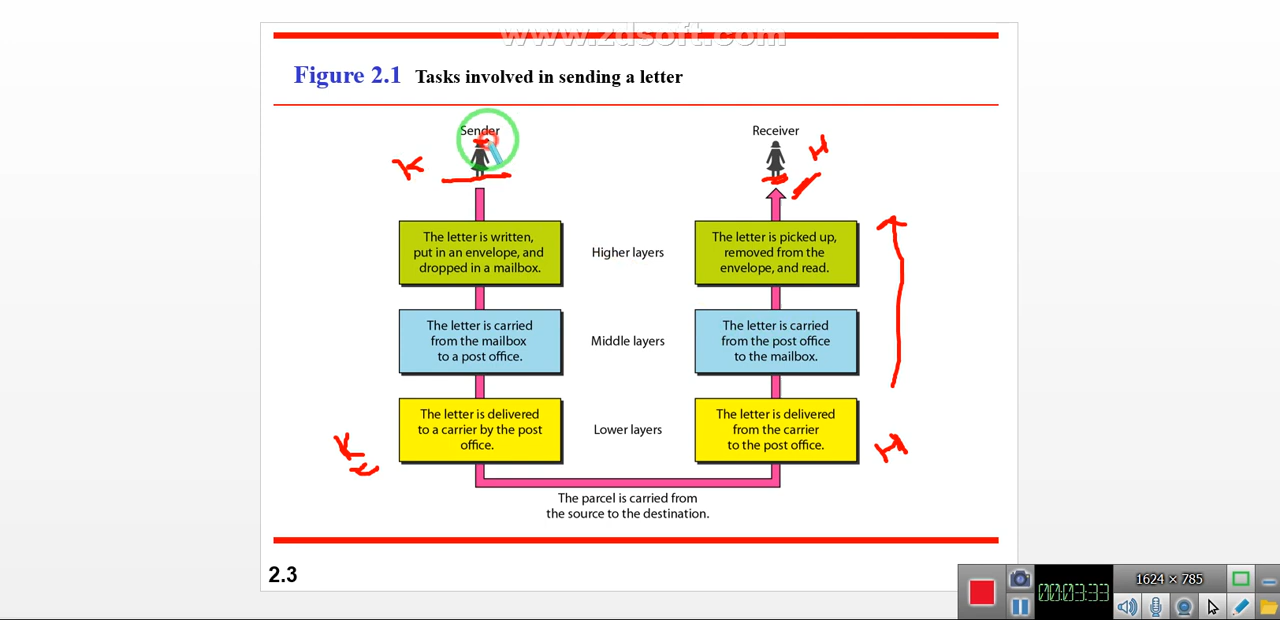 www.zdsoft.com
Figure 2.1 Tasks involved in sending a letter
Sender
Receiver
K
H
The letter is written,
put in an envelope, and
dropped in a mailbox.
Higher layers
The letter is picked up,
removed from the
envelope, and read.
The letter is carried
from the mailbox
to a post office.
Middle layers
The letter is carried
from the post office
to the mailbox.
The letter is delivered
to a carrier by the post
office.
Lower layers
The letter is delivered
from the carrier
to the post office.
K
H
The parcel is carried from
the source to the destination.
2.3
1624 × 785
00:03:33